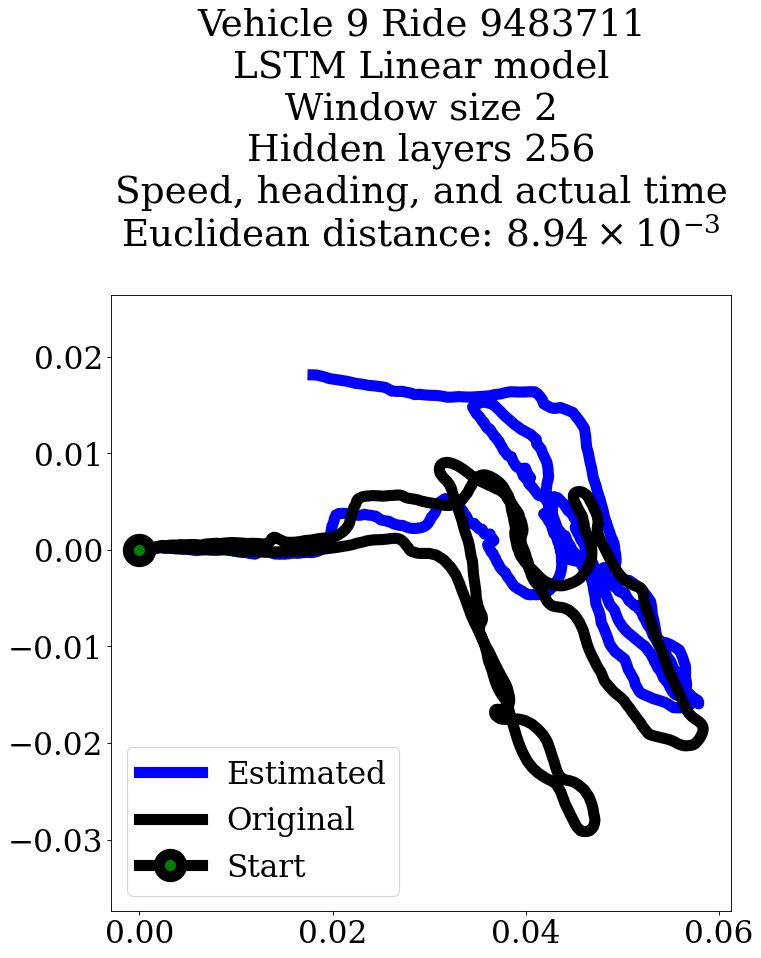 Vehicle 9 Ride 9483711
LSTM Linear model
Window size 2
Hidden layers 256
Speed, heading, and actual time
Euclidean distance: 8.94 × 10⁻³
0.02
0.01
0.00
−0.01
−0.02
−0.03
Estimated
Original
Start
0.00 0.02 0.04 0.06